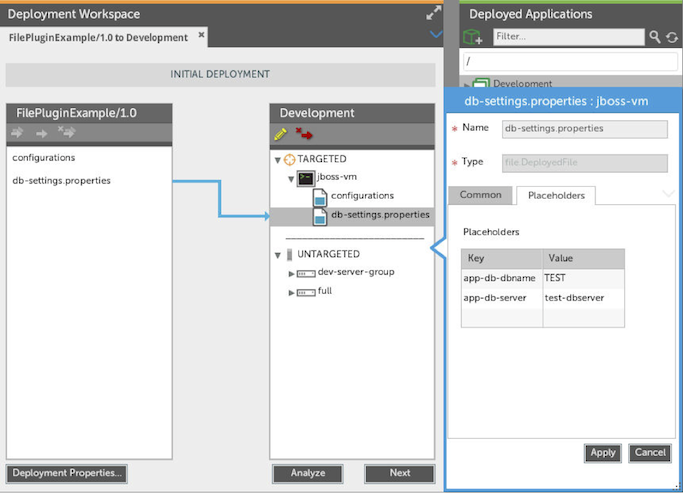 Deployment Workspace
FilePluginExample/1.0 to Development
INITIAL DEPLOYMENT
FilePluginExample/1.0
configurations
db-settings.properties
Deployment Properties...
Development
TARGETED
jboss-vm
configurations
db-settings.properties
UNTARGETED
dev-server-group
full
Analyze
Next
Deployed Applications
Filter...
/
Development
db-settings.properties : jboss-vm
* Name db-settings.properties
* Type file.DeployedFile
Common Placeholders
Placeholders
Key Value
app-db-dbname TEST
app-db-server test-dbserver
Apply Cancel